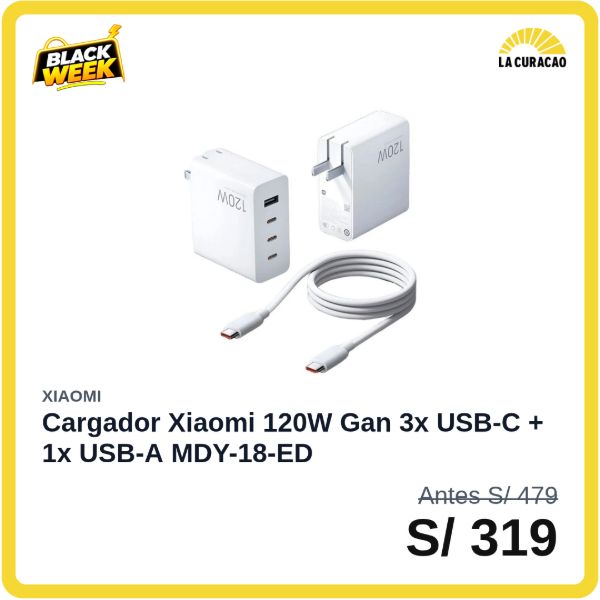 BLACK
WEEK
LA CURACAO
120W
120W
XIAOMI
Cargador Xiaomi 120W Gan 3x USB-C +
1x USB-A MDY-18-ED
Antes S/ 479
S/ 319